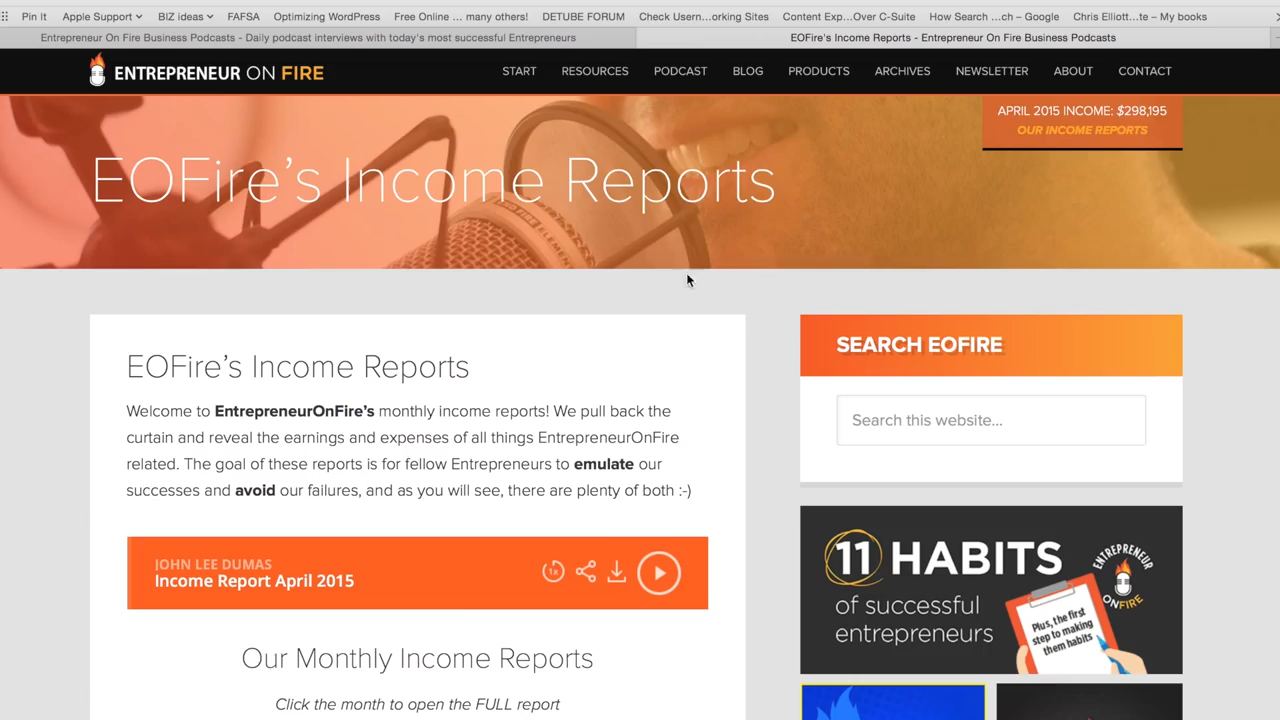 Pin It Apple Support BIZ ideas FAFSA Optimizing WordPress Free Online ... many others! DETUBE FORUM Check Usern...orking Sites Content Exp...Over C-Suite How Search ...ch – Google Chris Elliott...te – My books
Entrepreneur On Fire Business Podcasts - Daily podcast interviews with today's most successful Entrepreneurs
EOFire's Income Reports - Entrepreneur On Fire Business Podcasts
ENTREPRENEUR ON FIRE
START RESOURCES PODCAST BLOG PRODUCTS ARCHIVES NEWSLETTER ABOUT CONTACT
APRIL 2015 INCOME: $298,195
OUR INCOME REPORTS
EOFire's Income Reports
EOFire's Income Reports
Welcome to EntrepreneurOnFire's monthly income reports! We pull back the
curtain and reveal the earnings and expenses of all things EntrepreneurOnFire
related. The goal of these reports is for fellow Entrepreneurs to emulate our
successes and avoid our failures, and as you will see, there are plenty of both :-)
JOHN LEE DUMAS
Income Report April 2015
1x
Our Monthly Income Reports
Click the month to open the FULL report
SEARCH EOFIRE
Search this website...
11 HABITS
of successful
entrepreneurs
ENTREPRENEUR
ON FIRE
Plus, the first
step to making
them habits